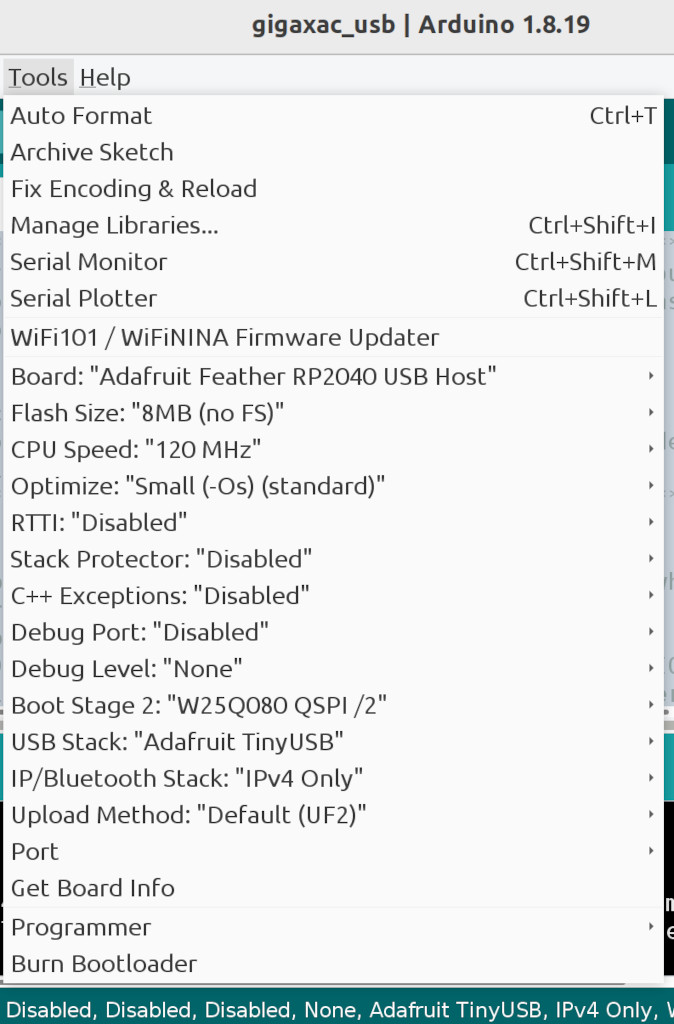 gigaxac_usb | Arduino 1.8.19
Tools Help
Auto Format Ctrl+T
Archive Sketch
Fix Encoding & Reload
Manage Libraries... Ctrl+Shift+I
Serial Monitor Ctrl+Shift+M
Serial Plotter Ctrl+Shift+L
WiFi101 / WiFiNINA Firmware Updater
Board: "Adafruit Feather RP2040 USB Host"
Flash Size: "8MB (no FS)"
CPU Speed: "120 MHz"
Optimize: "Small (-Os) (standard)"
RTTI: "Disabled"
Stack Protector: "Disabled"
C++ Exceptions: "Disabled"
Debug Port: "Disabled"
Debug Level: "None"
Boot Stage 2: "W25Q080 QSPI /2"
USB Stack: "Adafruit TinyUSB"
IP/Bluetooth Stack: "IPv4 Only"
Upload Method: "Default (UF2)"
Port
Get Board Info
Programmer
Burn Bootloader
Disabled, Disabled, Disabled, None, Adafruit TinyUSB, IPv4 Only,